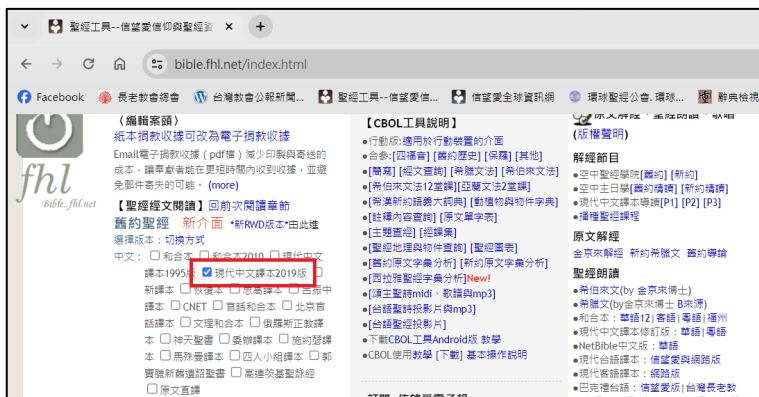 聖經工具--信望愛信仰與聖經資
bible.fhl.net/index.html
Facebook
長老教會總會
台灣教會公報新聞...
聖經工具--信望愛信...
信望愛全球資訊網
環球聖經公會.環球...
辭典檢視
fhl
Bible.fhl.net
〈編輯室頭〉
紙本捐款收據可改為電子捐款收據
Email電子捐款收據（pdf檔）減少印製與寄送的
成本，讓奉獻者能在更短時間內收到收據，並避
免郵件寄失的可能。 (more)
【聖經經文閱讀】回前次閱讀章節
舊約聖經 新介面 *新RWD版本*由此進
選擇版本：切換方式
中文： 和合本 和合本2010 現代中文
譯本1995版 現代中文譯本2019版
新譯本 恢復本 思高譯本 呂振中
譯本 CNET 官話和合本 北京官
話譯本 文理和合本 俄羅斯正教譯
本 神天聖書 委辦譯本 施約瑟譯
本 馬殊曼譯本 四人小組譯本 郭
實臘新舊遺詔聖書 高連茨基聖詠經
原文直譯
【CBOL工具說明】
●行動版:適用於行動裝置的介面
●合參:[四福音] [舊約歷史] [保羅] [其他]
●[簡寫] [經文查詢] [希臘文法] [希伯來文法]
●[希伯來文法12堂課] [亞蘭文法2堂課]
●[希漢新約語義大詞典] [動植物與物件字典]
●[註釋內容查詢] [原文單字表]
●[主題查經] [經課集]
●[聖經地理與物件查詢] [聖經圖表]
●[舊約原文字彙分析] [新約原文字彙分析]
●[西拉雅聖經字彙分析]New!
●[頌主聖詩midi、歌譜與mp3]
●[台語聖詩投影片與mp3]
●[台語聖經投影片]
●下載CBOL工具Android版 教學
●CBOL使用教學 [下載] 基本操作說明
原文解經、聖經朗讀、歌唱
(版權聲明)
解經節目
●空中聖經學院[舊約] [新約]
●空中主日學[舊約精讀] [新約精讀]
●現代中文譯本導讀[P1] [P2] [P3]
●播種聖經課程
原文解經
金京來解經 新約希臘文 舊約導論
聖經朗讀
●希伯來文(by 金京來博士)
●希臘文(by金京來博士 B來源)
●和合本：華語12|客語|粵語|福州
●現代中文譯本修訂版：華語|粵語
●NetBible中文版：華語
●現代台語譯本：信望愛與網路版
●現代客語譯本：網路版
●巴克禮台語：信望愛版|台灣長老教